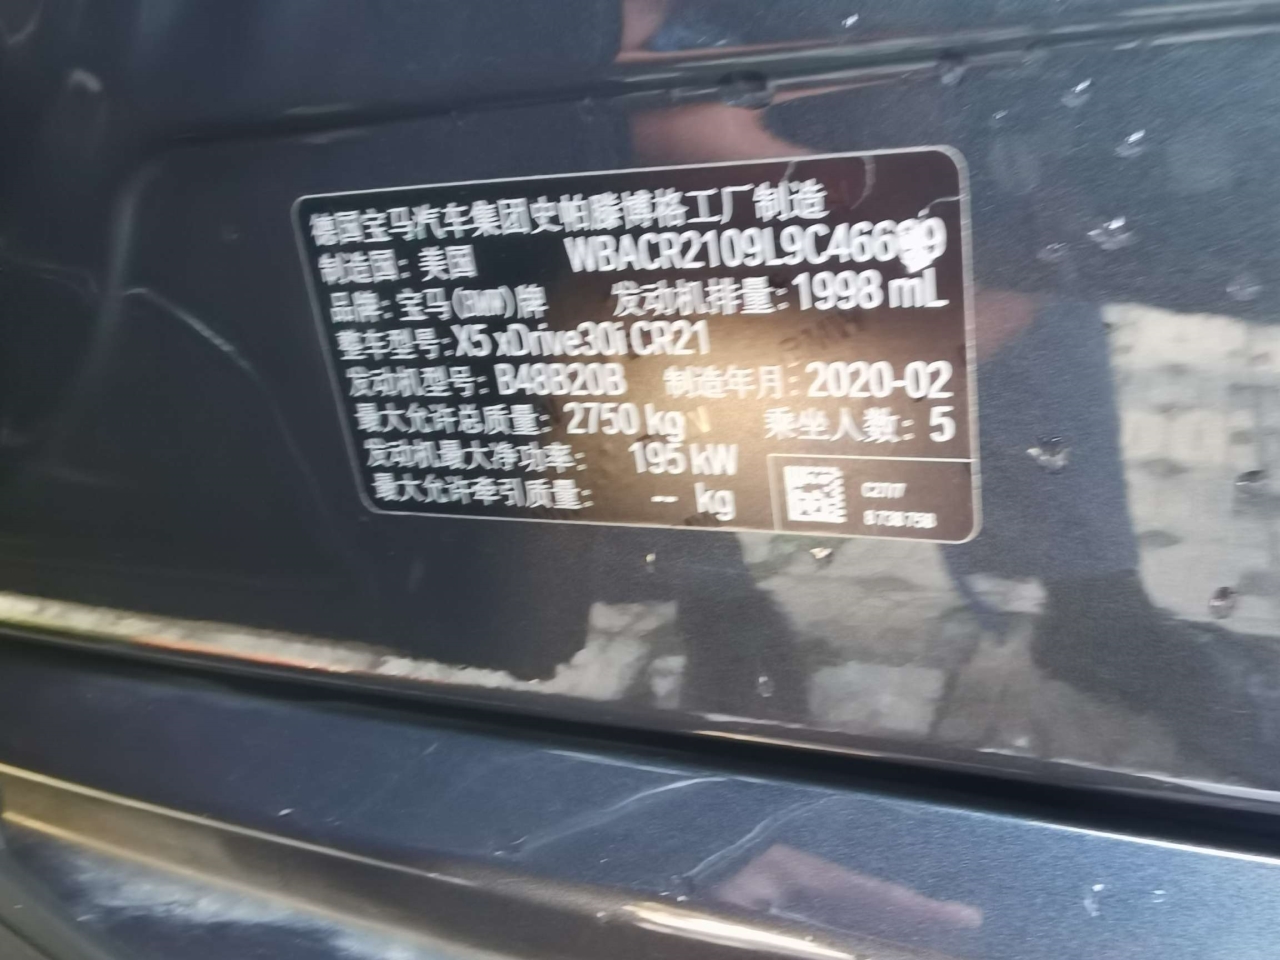 德国宝马汽车集团史帕滕博格工厂制造
制造国：美国 
品牌：宝马(BMW)牌 发动机排量：1998 mL
整车型号：X5 xDrive30i CR21
发动机型号：B48B20B 制造年月：2020-02
最大允许总质量：2750 kg 乘坐人数：5
发动机最大净功率：195 kW
最大允许牵引质量：-- kg